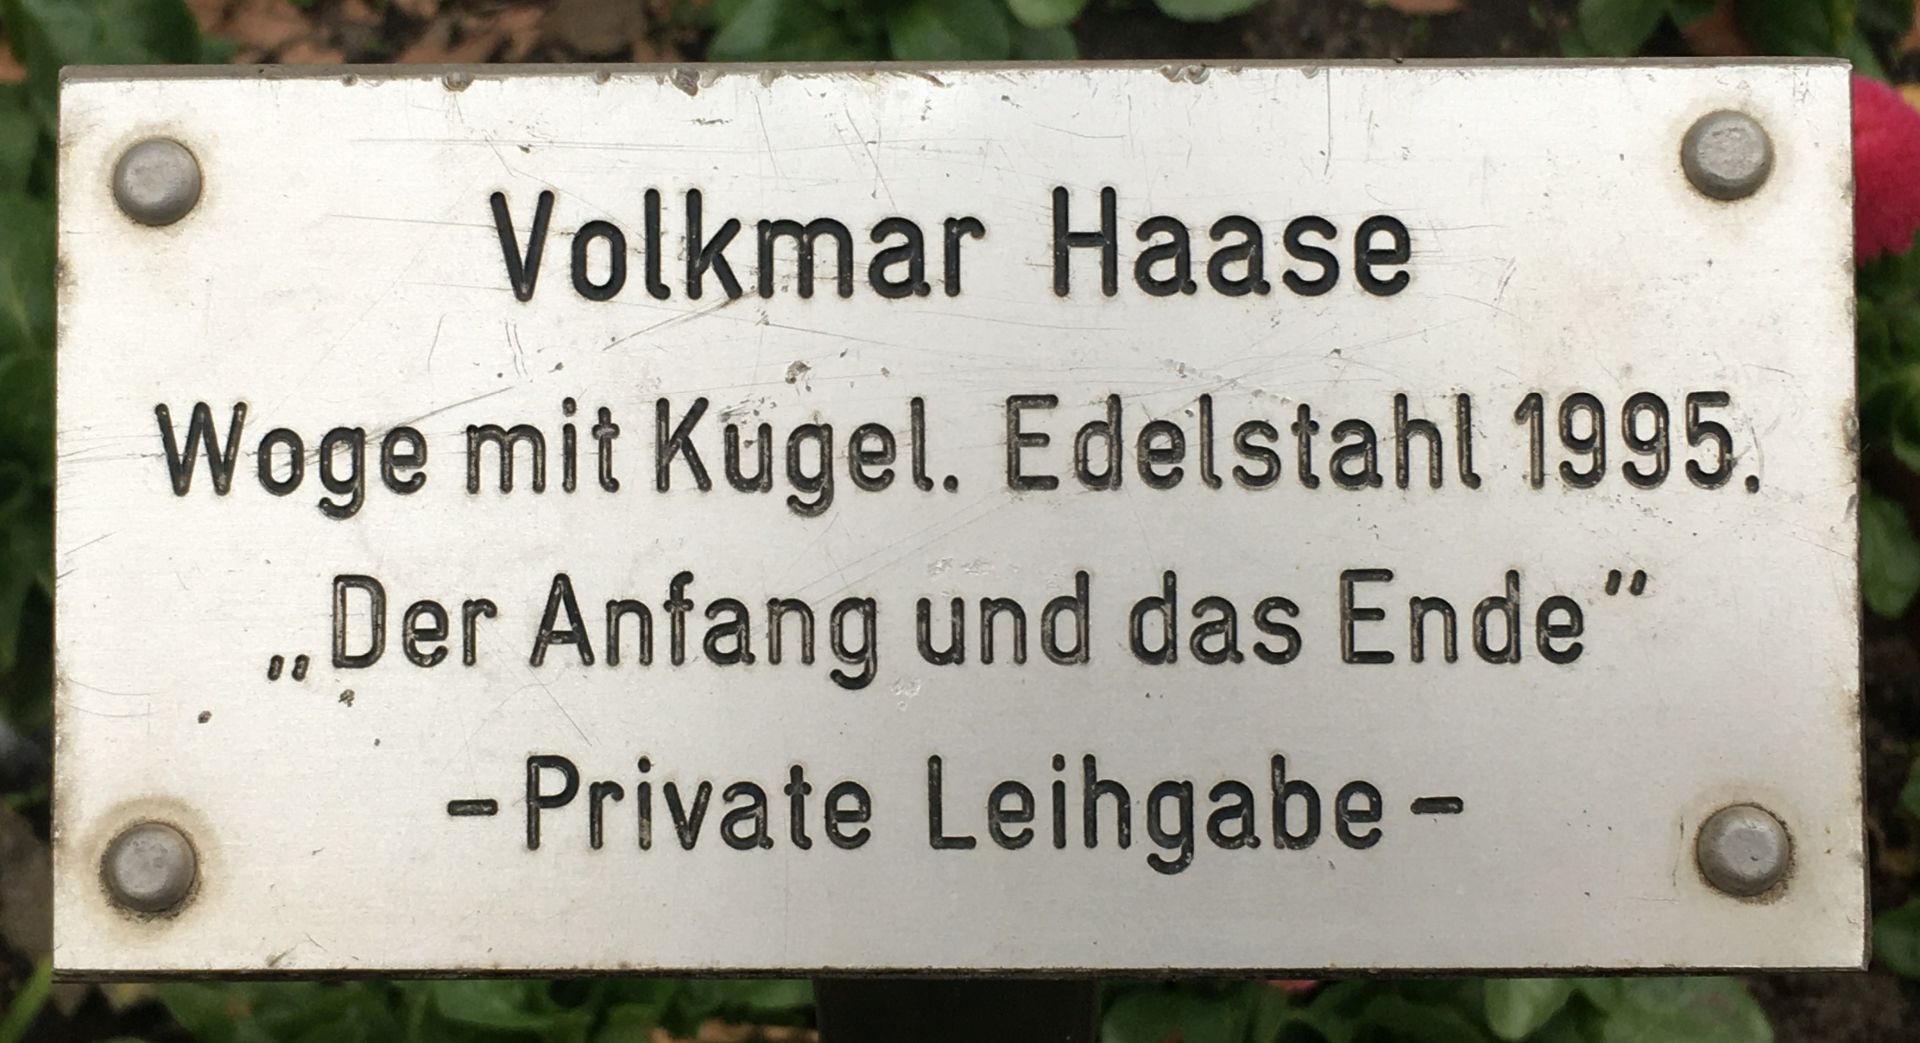 Volkmar Haase
Woge mit Kugel. Edelstahl 1995.
„Der Anfang und das Ende”
-Private Leihgabe-